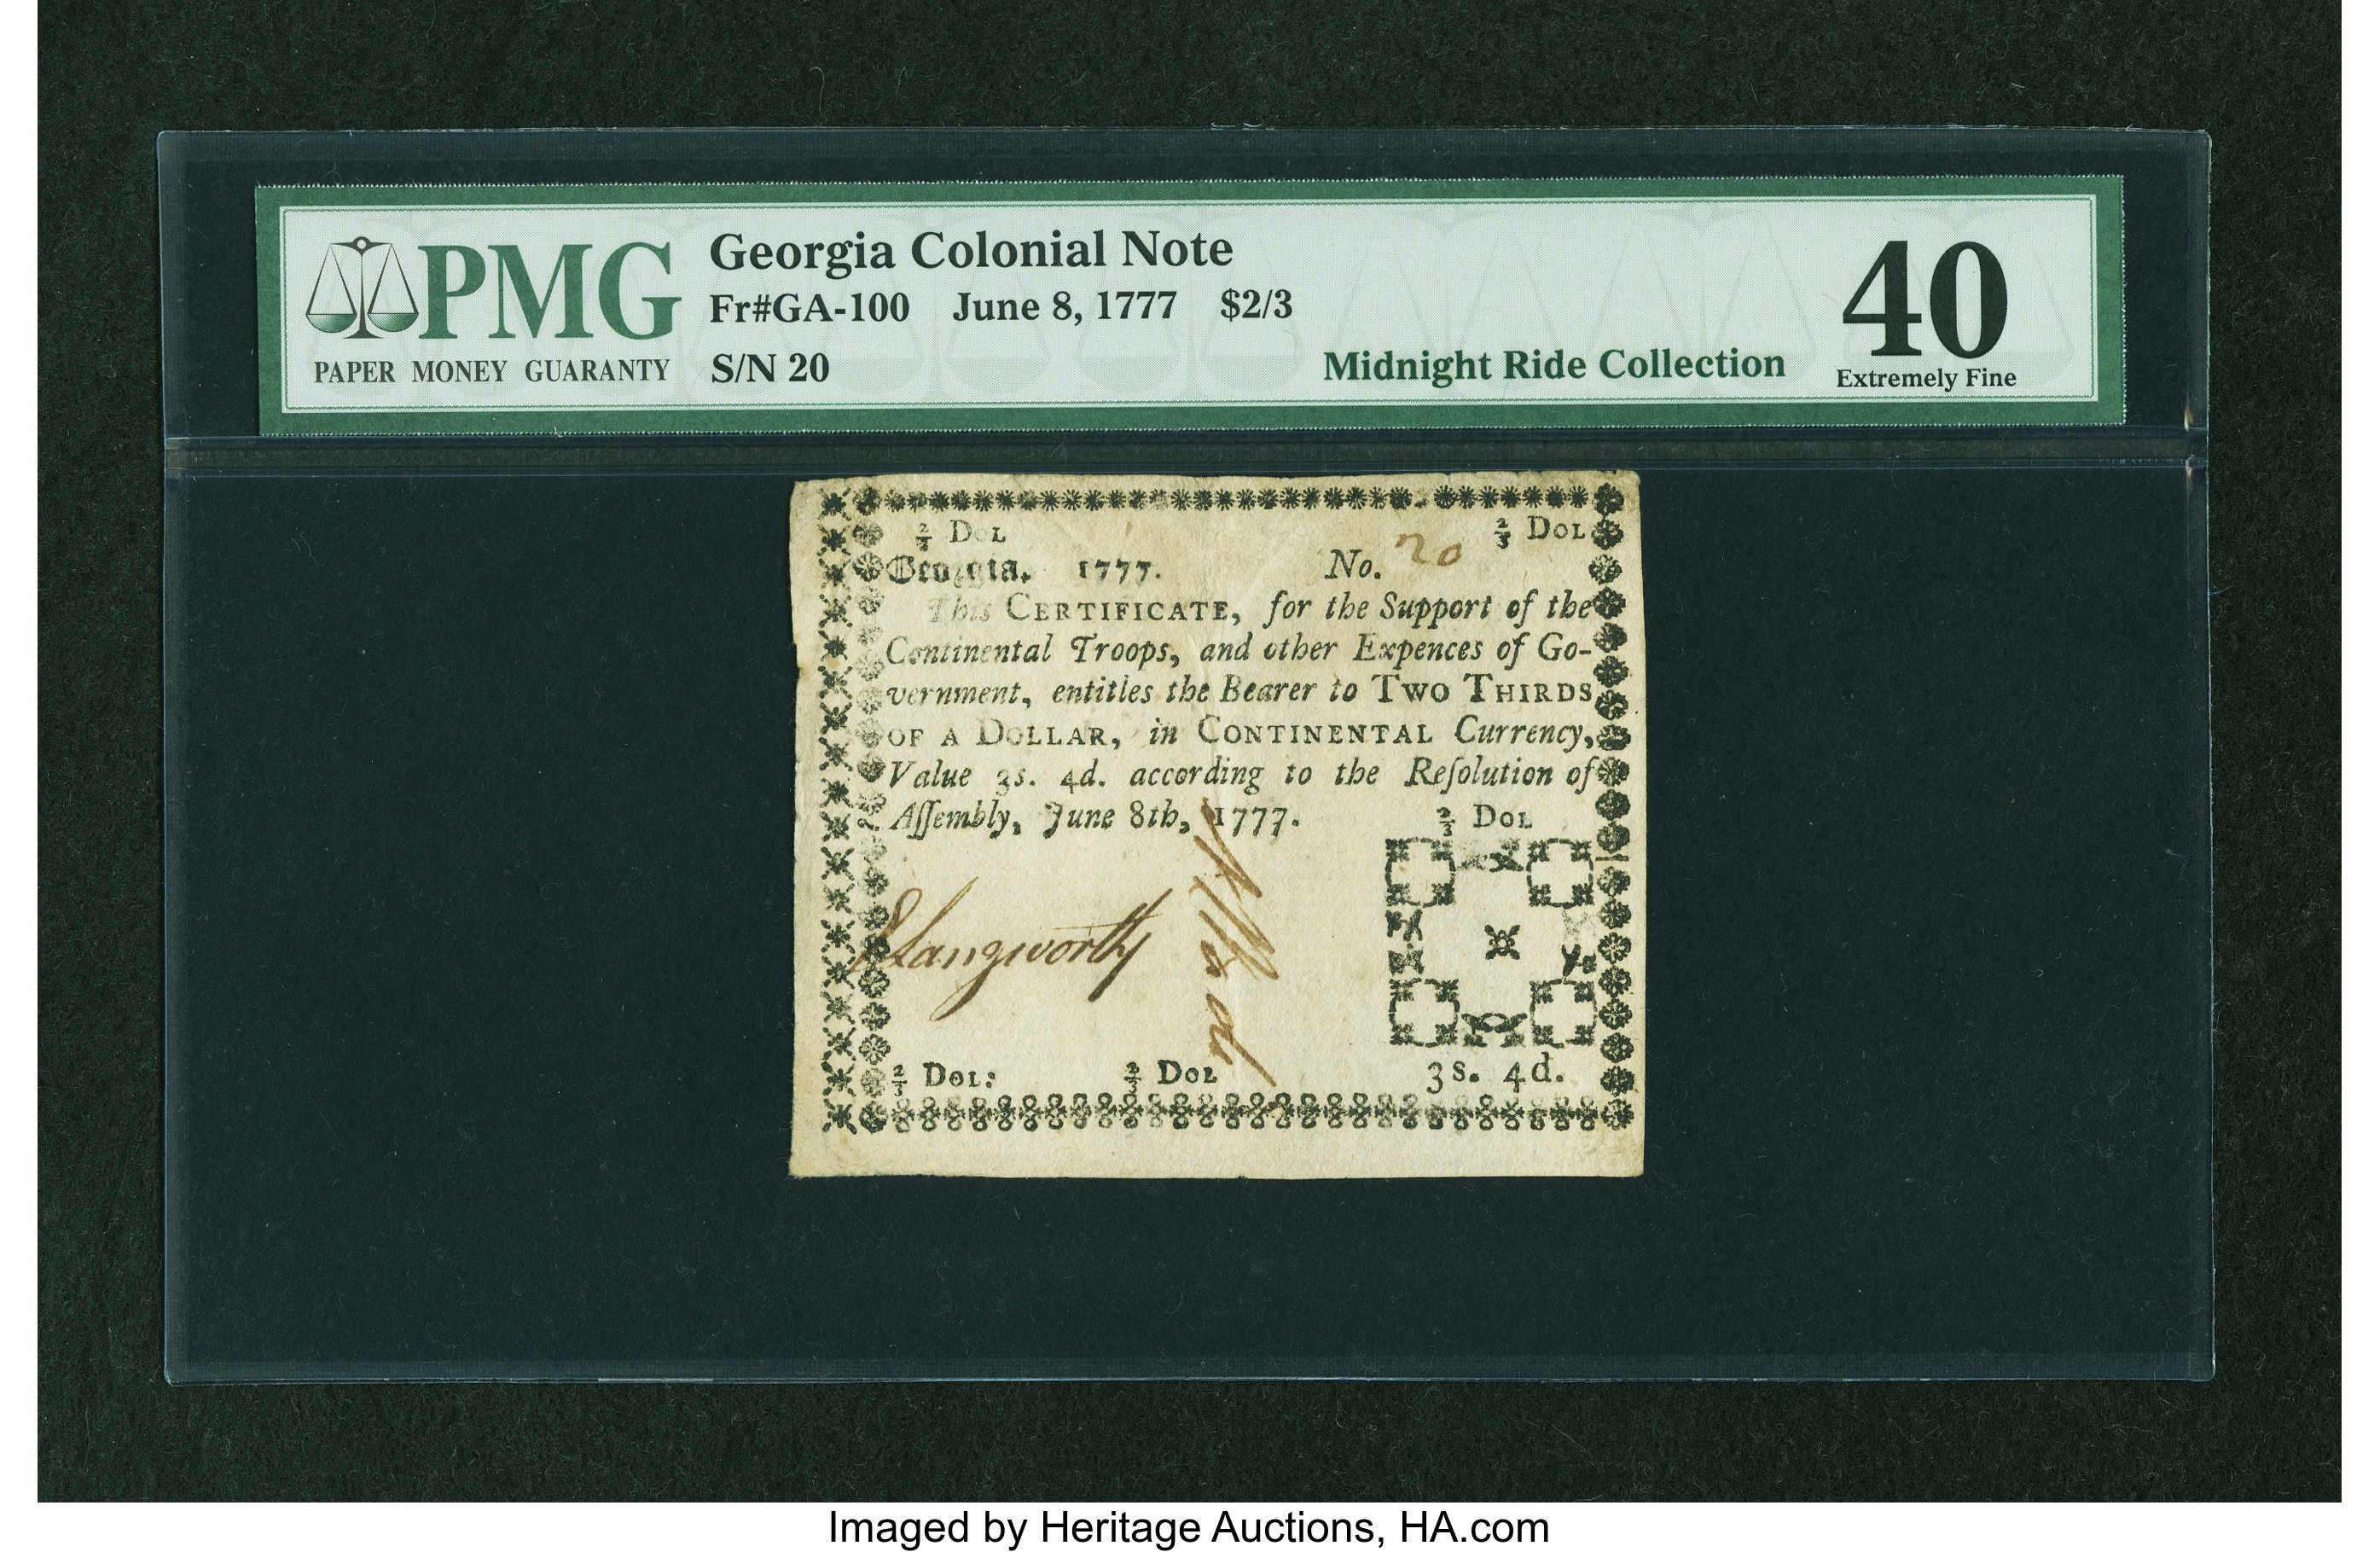 PMG
PAPER MONEY GUARANTY
Georgia Colonial Note
Fr#GA-100 June 8, 1777 $2/3
S/N 20
Midnight Ride Collection
40
Extremely Fine
⅔ Dol ⅔ Dol
Georgia. 1777. No. 20
This CERTIFICATE, for the Support of the
Continental Troops, and other Expences of Go-
vernment, entitles the Bearer to TWO THIRDS
OF A DOLLAR, in CONTINENTAL Currency,
Value 3s. 4d. according to the Reſolution of
Aſſembly, June 8th, 1777. ⅔ Dol
E Langworthy
⅔ Dol: ⅔ Dol 3s. 4d.
Imaged by Heritage Auctions, HA.com